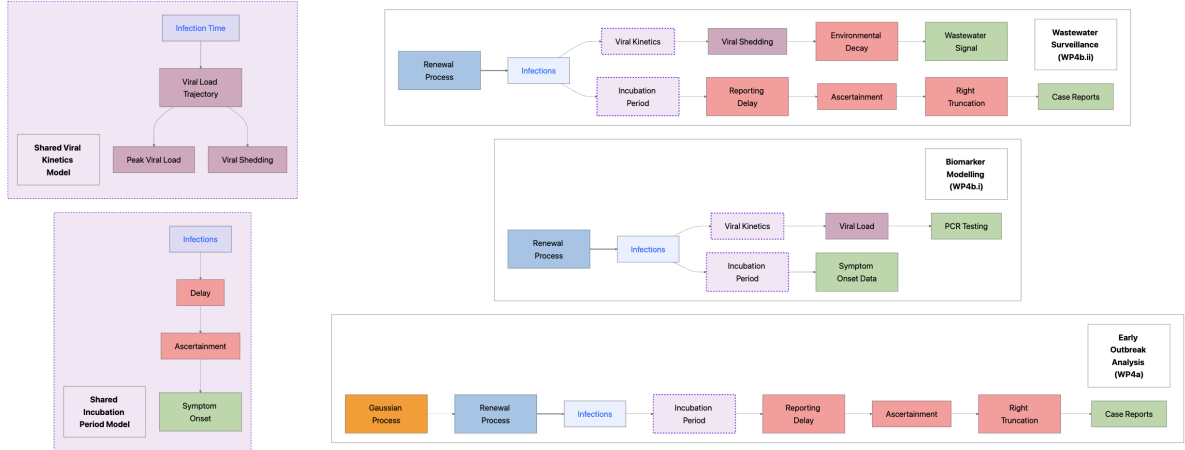 Infection Time
Viral Load
Trajectory
Shared Viral
Kinetics
Model
Peak Viral Load
Viral Shedding
Infections
Delay
Ascertainment
Shared
Incubation
Period Model
Symptom
Onset
Renewal
Process
Infections
Viral Kinetics
Viral Shedding
Environmental
Decay
Wastewater
Signal
Wastewater
Surveillance
(WP4b.ii)
Incubation
Period
Reporting
Delay
Ascertainment
Right
Truncation
Case Reports
Biomarker
Modelling
(WP4b.i)
Renewal
Process
Infections
Viral Kinetics
Viral Load
PCR Testing
Incubation
Period
Symptom
Onset Data
Early
Outbreak
Analysis
(WP4a)
Gaussian
Process
Renewal
Process
Infections
Incubation
Period
Reporting
Delay
Ascertainment
Right
Truncation
Case Reports